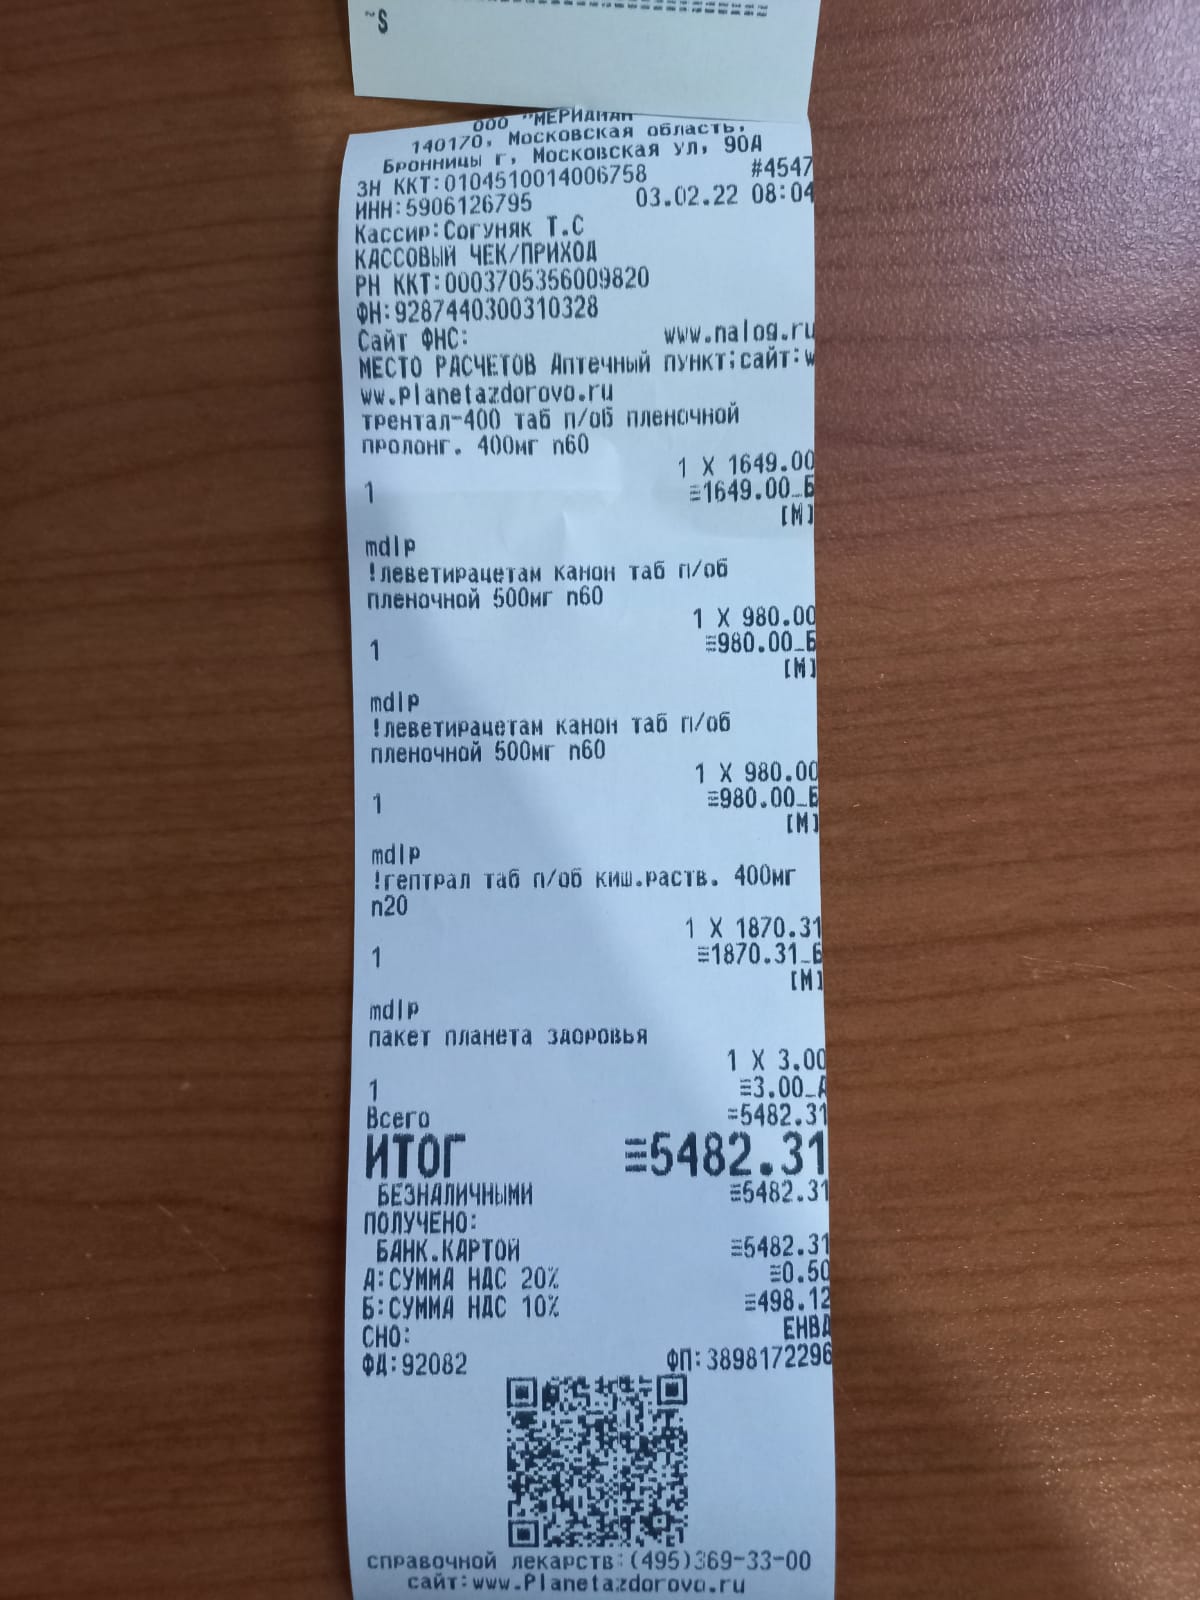 ~S
ООО "МЕРИДИАН"
140170, Московская область,
Бронницы г, Московская ул, 90А
ЗН ККТ:0104510014006758 #4547
ИНН:5906126795 03.02.22 08:04
Кассир:Согуняк Т.С
КАССОВЫЙ ЧЕК/ПРИХОД
РН ККТ:0003705356009820
ФН:9287440300310328
Сайт ФНС: www.nalog.ru
МЕСТО РАСЧЕТОВ Аптечный пункт;сайт:w
ww.Planetazdorovo.ru
трентал-400 таб п/об пленочной
пролонг. 400мг n60
1 X 1649.00
1 ≡1649.00_Б
[M]
mdlp
!леветирацетам канон таб п/об
пленочной 500мг n60
1 X 980.00
1 ≡980.00_Б
[M]
mdlp
!леветирацетам канон таб п/об
пленочной 500мг n60
1 X 980.00
1 ≡980.00_Б
[M]
mdlp
!гептрал таб п/об киш.раств. 400мг
n20
1 X 1870.31
1 ≡1870.31_Б
[M]
mdlp
пакет планета здоровья
1 X 3.00
1 ≡3.00_А
Всего =5482.31
ИТОГ ≡5482.31
БЕЗНАЛИЧНЫМИ ≡5482.31
ПОЛУЧЕНО:
БАНК.КАРТОЙ ≡5482.31
А:СУММА НДС 20% ≡0.50
Б:СУММА НДС 10% ≡498.12
СНО: ЕНВД
ФД:92082 ФП:3898172296
справочной лекарств:(495)369-33-00
сайт:www.Planetazdorovo.ru